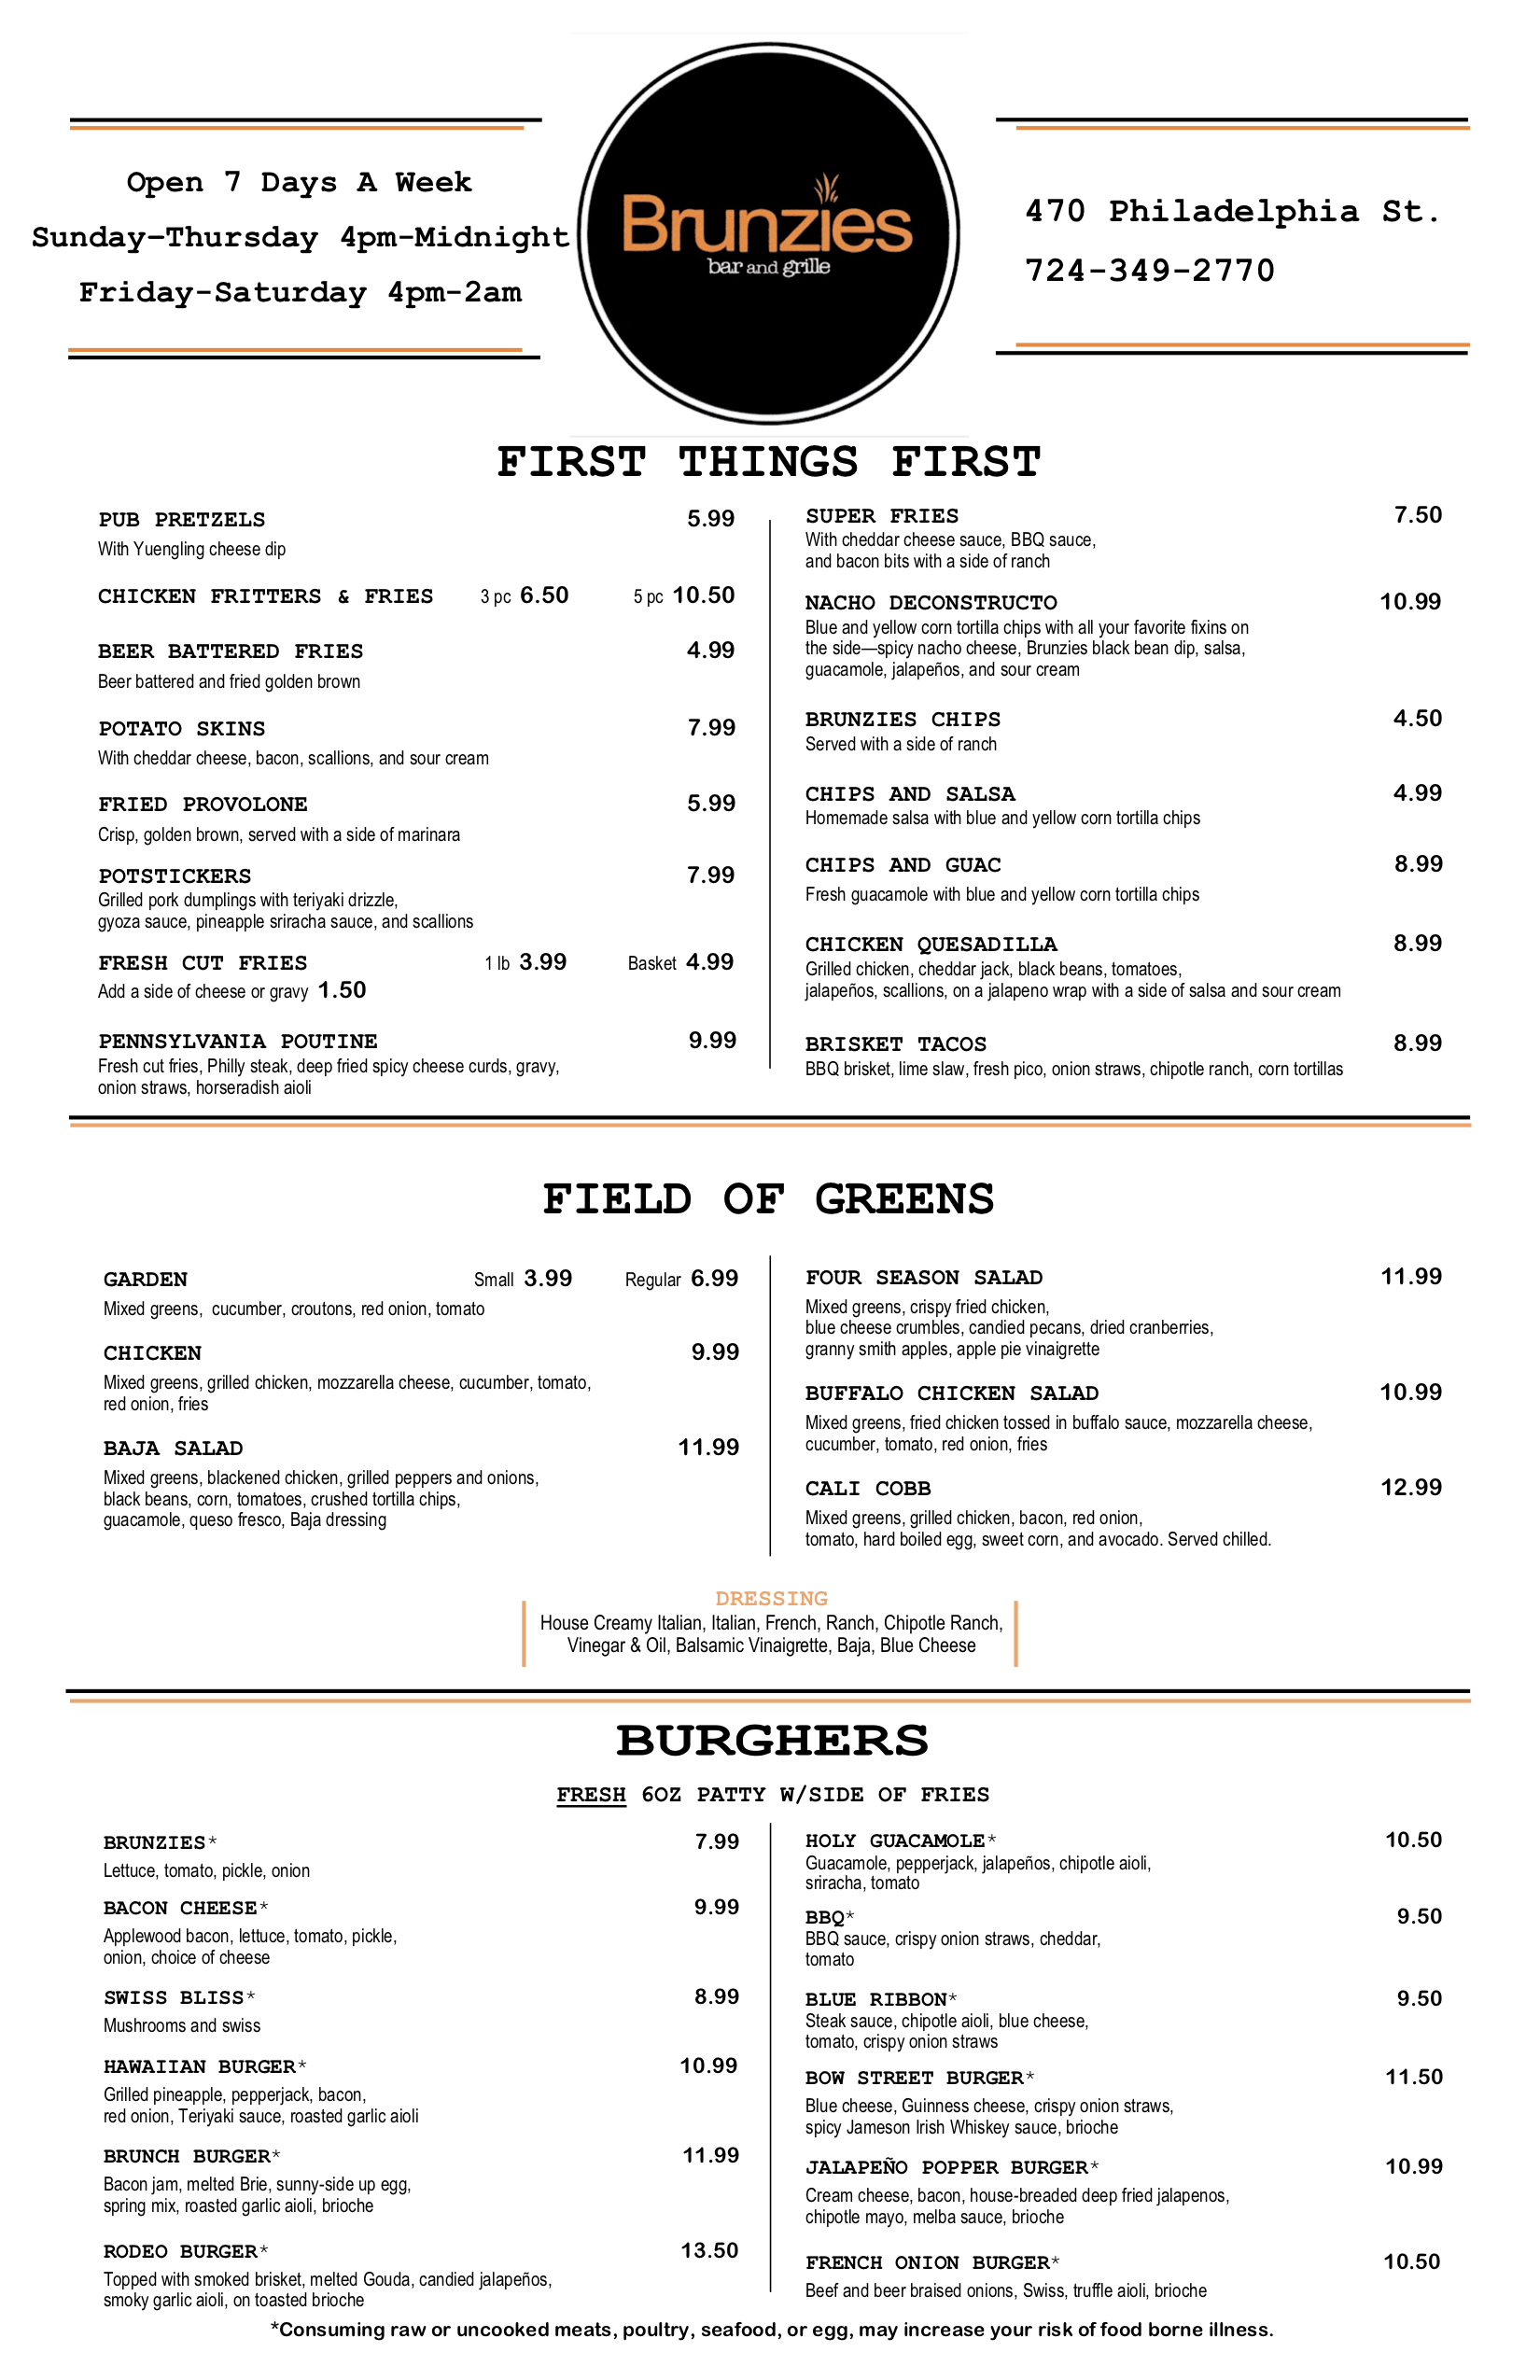 Open 7 Days A Week
Sunday-Thursday 4pm-Midnight
Friday-Saturday 4pm-2am
Brunzies
bar and grille
470 Philadelphia St.
724-349-2770
FIRST THINGS FIRST
PUB PRETZELS 5.99
With Yuengling cheese dip
CHICKEN FRITTERS & FRIES 3 pc 6.50 5 pc 10.50
BEER BATTERED FRIES 4.99
Beer battered and fried golden brown
POTATO SKINS 7.99
With cheddar cheese, bacon, scallions, and sour cream
FRIED PROVOLONE 5.99
Crisp, golden brown, served with a side of marinara
POTSTICKERS 7.99
Grilled pork dumplings with teriyaki drizzle,
gyoza sauce, pineapple sriracha sauce, and scallions
FRESH CUT FRIES 1 lb 3.99 Basket 4.99
Add a side of cheese or gravy 1.50
PENNSYLVANIA POUTINE 9.99
Fresh cut fries, Philly steak, deep fried spicy cheese curds, gravy,
onion straws, horseradish aioli
SUPER FRIES 7.50
With cheddar cheese sauce, BBQ sauce,
and bacon bits with a side of ranch
NACHO DECONSTRUCTO 10.99
Blue and yellow corn tortilla chips with all your favorite fixins on
the side—spicy nacho cheese, Brunzies black bean dip, salsa,
guacamole, jalapeños, and sour cream
BRUNZIES CHIPS 4.50
Served with a side of ranch
CHIPS AND SALSA 4.99
Homemade salsa with blue and yellow corn tortilla chips
CHIPS AND GUAC 8.99
Fresh guacamole with blue and yellow corn tortilla chips
CHICKEN QUESADILLA 8.99
Grilled chicken, cheddar jack, black beans, tomatoes,
jalapeños, scallions, on a jalapeno wrap with a side of salsa and sour cream
BRISKET TACOS 8.99
BBQ brisket, lime slaw, fresh pico, onion straws, chipotle ranch, corn tortillas
FIELD OF GREENS
GARDEN Small 3.99 Regular 6.99
Mixed greens, cucumber, croutons, red onion, tomato
CHICKEN 9.99
Mixed greens, grilled chicken, mozzarella cheese, cucumber, tomato,
red onion, fries
BAJA SALAD 11.99
Mixed greens, blackened chicken, grilled peppers and onions,
black beans, corn, tomatoes, crushed tortilla chips,
guacamole, queso fresco, Baja dressing
FOUR SEASON SALAD 11.99
Mixed greens, crispy fried chicken,
blue cheese crumbles, candied pecans, dried cranberries,
granny smith apples, apple pie vinaigrette
BUFFALO CHICKEN SALAD 10.99
Mixed greens, fried chicken tossed in buffalo sauce, mozzarella cheese,
cucumber, tomato, red onion, fries
CALI COBB 12.99
Mixed greens, grilled chicken, bacon, red onion,
tomato, hard boiled egg, sweet corn, and avocado. Served chilled.
DRESSING
House Creamy Italian, Italian, French, Ranch, Chipotle Ranch,
Vinegar & Oil, Balsamic Vinaigrette, Baja, Blue Cheese
BURGHERS
FRESH 6OZ PATTY W/SIDE OF FRIES
BRUNZIES* 7.99
Lettuce, tomato, pickle, onion
BACON CHEESE* 9.99
Applewood bacon, lettuce, tomato, pickle,
onion, choice of cheese
SWISS BLISS* 8.99
Mushrooms and swiss
HAWAIIAN BURGER* 10.99
Grilled pineapple, pepperjack, bacon,
red onion, Teriyaki sauce, roasted garlic aioli
BRUNCH BURGER* 11.99
Bacon jam, melted Brie, sunny-side up egg,
spring mix, roasted garlic aioli, brioche
RODEO BURGER* 13.50
Topped with smoked brisket, melted Gouda, candied jalapeños,
smoky garlic aioli, on toasted brioche
HOLY GUACAMOLE* 10.50
Guacamole, pepperjack, jalapeños, chipotle aioli,
sriracha, tomato
BBQ* 9.50
BBQ sauce, crispy onion straws, cheddar,
tomato
BLUE RIBBON* 9.50
Steak sauce, chipotle aioli, blue cheese,
tomato, crispy onion straws
BOW STREET BURGER* 11.50
Blue cheese, Guinness cheese, crispy onion straws,
spicy Jameson Irish Whiskey sauce, brioche
JALAPEÑO POPPER BURGER* 10.99
Cream cheese, bacon, house-breaded deep fried jalapenos,
chipotle mayo, melba sauce, brioche
FRENCH ONION BURGER* 10.50
Beef and beer braised onions, Swiss, truffle aioli, brioche
*Consuming raw or uncooked meats, poultry, seafood, or egg, may increase your risk of food borne illness.